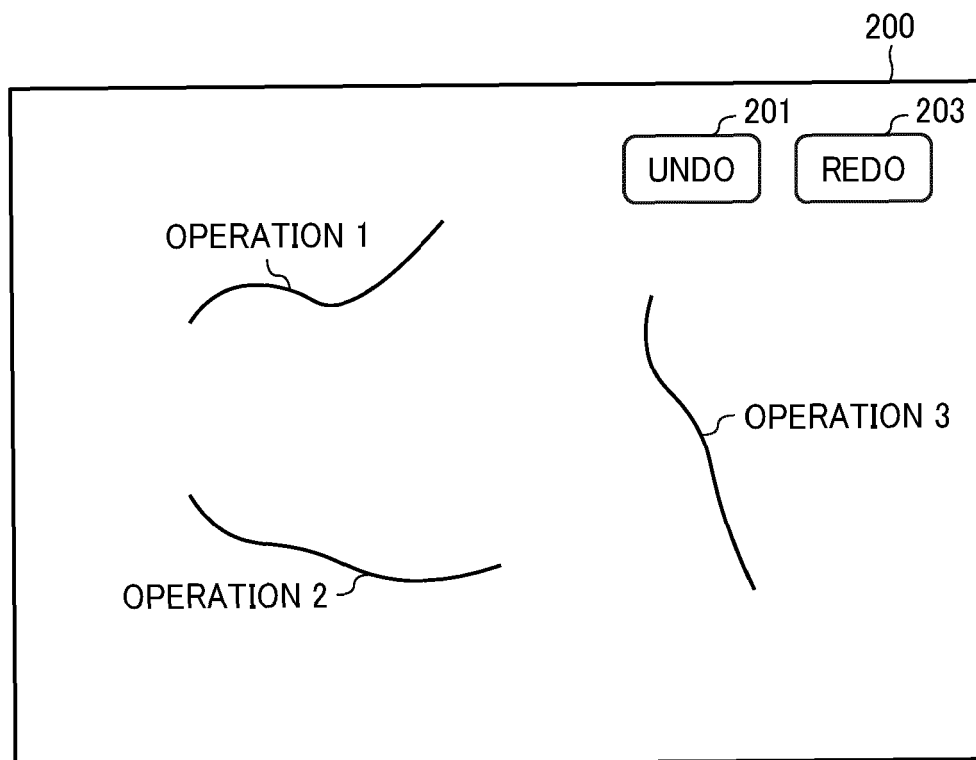 200
201
203
UNDO
REDO
OPERATION 1
OPERATION 3
OPERATION 2